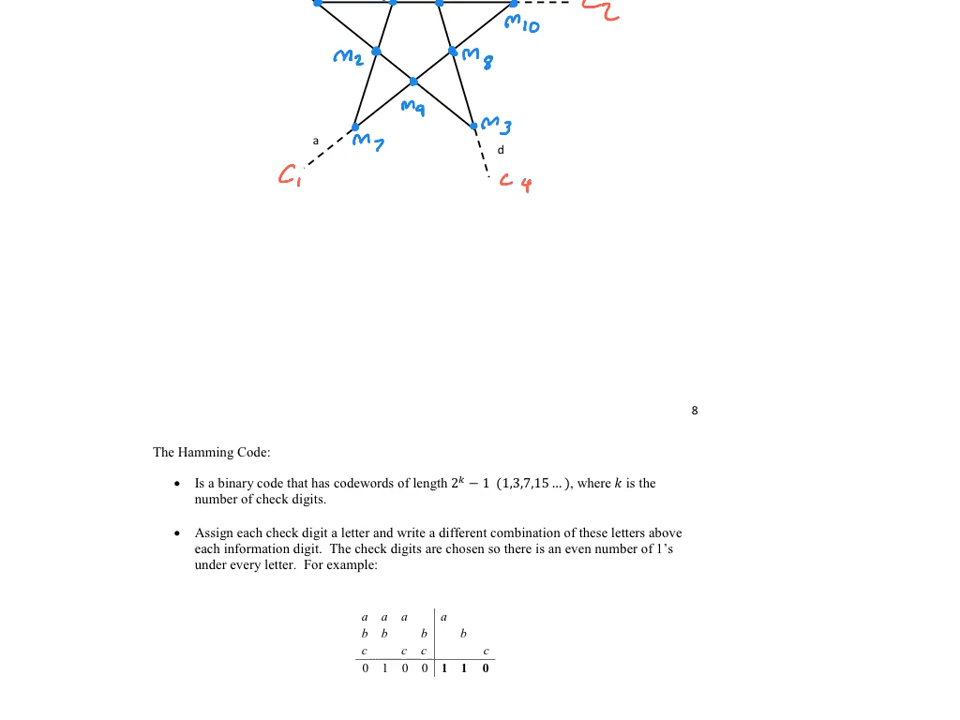 C2
M10
M2
M8
M9
M3
M7
a
d
C1
C4
8
The Hamming Code:
• Is a binary code that has codewords of length 2^k − 1 (1,3,7,15 … ), where k is the
number of check digits.
• Assign each check digit a letter and write a different combination of these letters above
each information digit. The check digits are chosen so there is an even number of 1’s
under every letter. For example:
a a a a
b b b b
c c c c
0 1 0 0 1 1 0